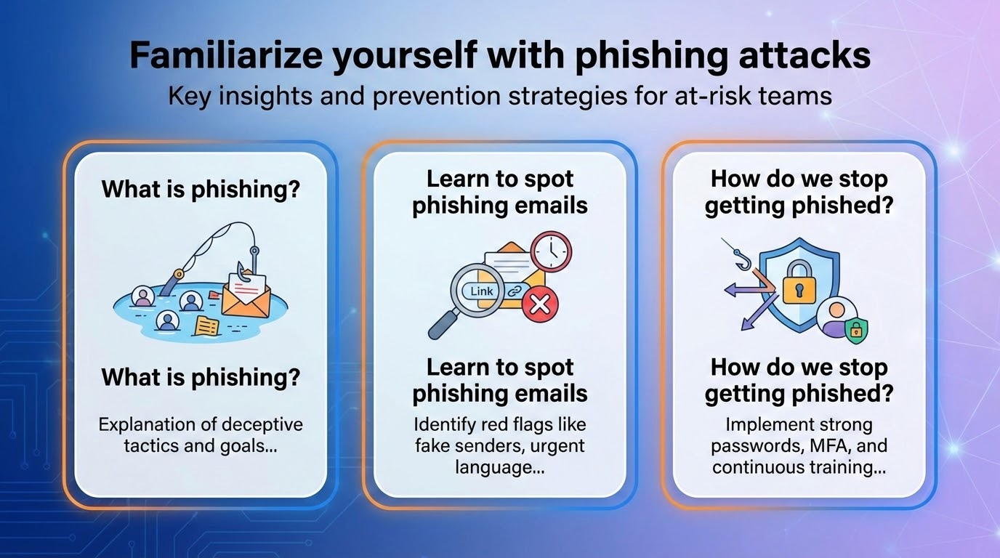 Familiarize yourself with phishing attacks
Key insights and prevention strategies for at-risk teams
What is phishing?
What is phishing?
Explanation of deceptive
tactics and goals...
Learn to spot
phishing emails
Link
Learn to spot
phishing emails
Identify red flags like
fake senders, urgent
language...
How do we stop
getting phished?
How do we stop
getting phished?
Implement strong
passwords, MFA, and
continuous training...